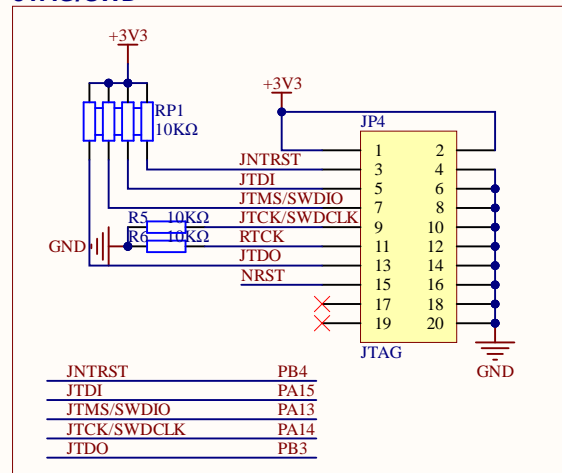 +3V3
+3V3
RP1
10KΩ
JP4
1 2
JNTRST 3 4
JTDI 5 6
JTMS/SWDIO 7 8
R5 10KΩ JTCK/SWDCLK 9 10
GND R6 10KΩ RTCK 11 12
JTDO 13 14
NRST 15 16
17 18
19 20
JTAG
GND
JNTRST PB4
JTDI PA15
JTMS/SWDIO PA13
JTCK/SWDCLK PA14
JTDO PB3